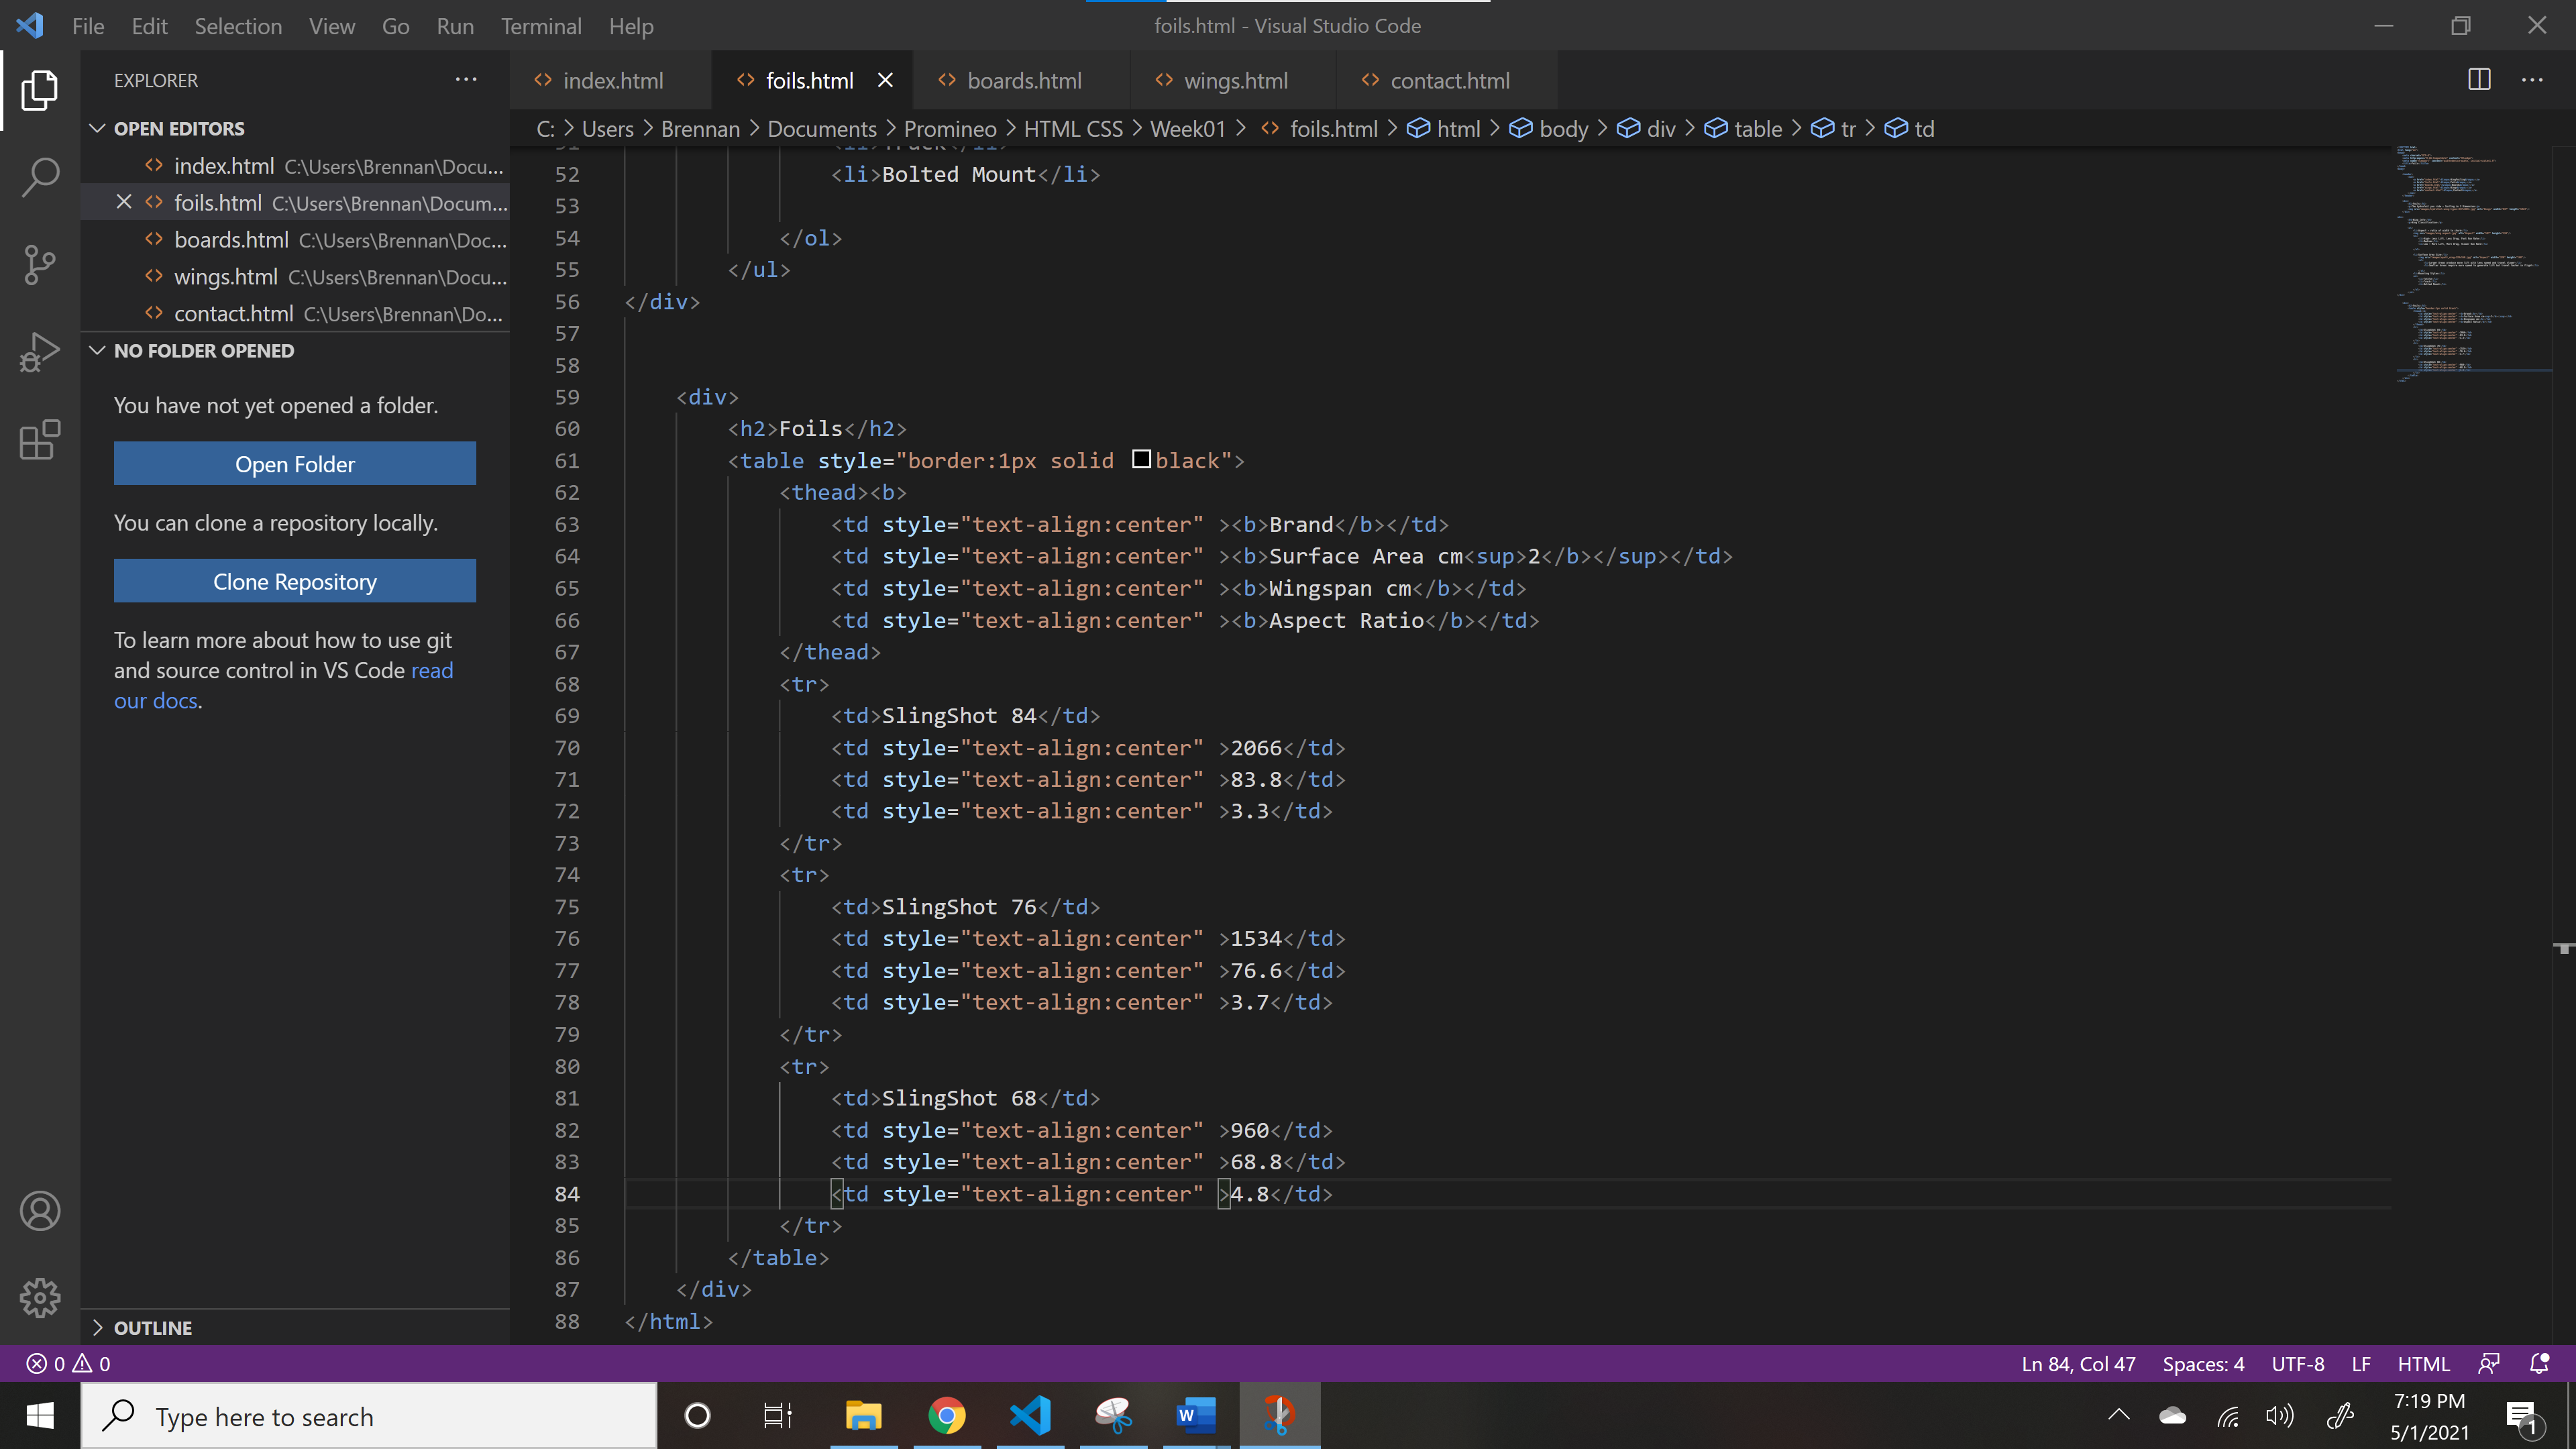 File Edit Selection View Go Run Terminal Help
foils.html - Visual Studio Code
EXPLORER
index.html
foils.html
boards.html
wings.html
contact.html
OPEN EDITORS
index.html C:\Users\Brennan\Docu...
foils.html C:\Users\Brennan\Docum...
boards.html C:\Users\Brennan\Doc...
wings.html C:\Users\Brennan\Docu...
contact.html C:\Users\Brennan\Do...
NO FOLDER OPENED
You have not yet opened a folder.
Open Folder
You can clone a repository locally.
Clone Repository
To learn more about how to use git
and source control in VS Code read
our docs.
OUTLINE
C: > Users > Brennan > Documents > Promineo > HTML CSS > Week01 > foils.html > html > body > div > table > tr > td
52 <li>Bolted Mount</li>
53
54 </ol>
55 </ul>
56 </div>
57
58
59 <div>
60 <h2>Foils</h2>
61 <table style="border:1px solid black">
62 <thead><b>
63 <td style="text-align:center" ><b>Brand</b></td>
64 <td style="text-align:center" ><b>Surface Area cm<sup>2</b></sup></td>
65 <td style="text-align:center" ><b>Wingspan cm</b></td>
66 <td style="text-align:center" ><b>Aspect Ratio</b></td>
67 </thead>
68 <tr>
69 <td>SlingShot 84</td>
70 <td style="text-align:center" >2066</td>
71 <td style="text-align:center" >83.8</td>
72 <td style="text-align:center" >3.3</td>
73 </tr>
74 <tr>
75 <td>SlingShot 76</td>
76 <td style="text-align:center" >1534</td>
77 <td style="text-align:center" >76.6</td>
78 <td style="text-align:center" >3.7</td>
79 </tr>
80 <tr>
81 <td>SlingShot 68</td>
82 <td style="text-align:center" >960</td>
83 <td style="text-align:center" >68.8</td>
84 <td style="text-align:center" >4.8</td>
85 </tr>
86 </table>
87 </div>
88 </html>
0 0
Ln 84, Col 47 Spaces: 4 UTF-8 LF HTML
Type here to search
W
7:19 PM
5/1/2021
1